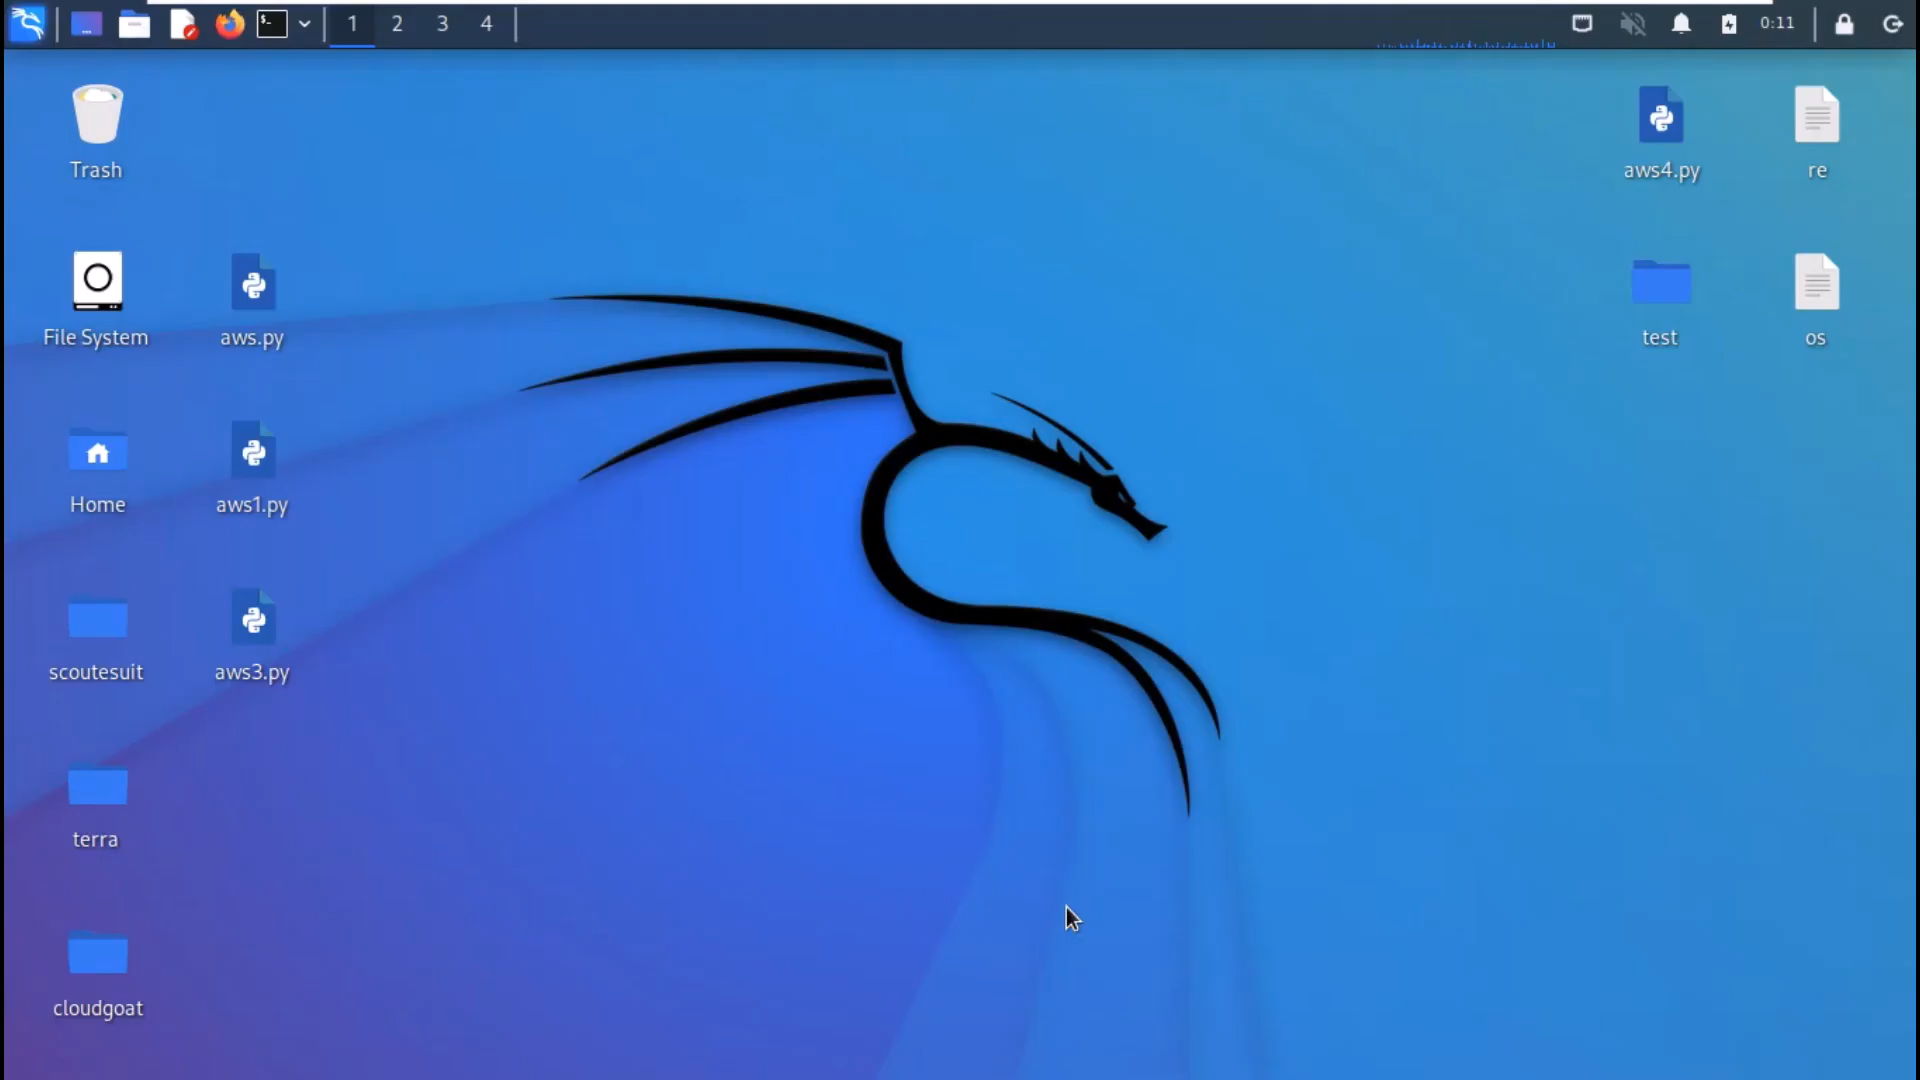 1 2 3 4 0:11
Trash
aws4.py re
File System aws.py test os
Home aws1.py
scoutesuit aws3.py
terra
cloudgoat